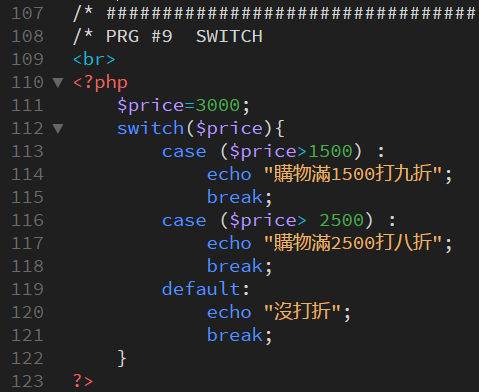 107 /* #################################
108 /* PRG #9  SWITCH
109 <br>
110 ▼ <?php
111     $price=3000;
112 ▼     switch($price){
113         case ($price>1500) :
114             echo "購物滿1500打九折";
115             break;
116         case ($price> 2500) :
117             echo "購物滿2500打八折";
118             break;
119         default:
120             echo "沒打折";
121             break;
122     }
123 ?>